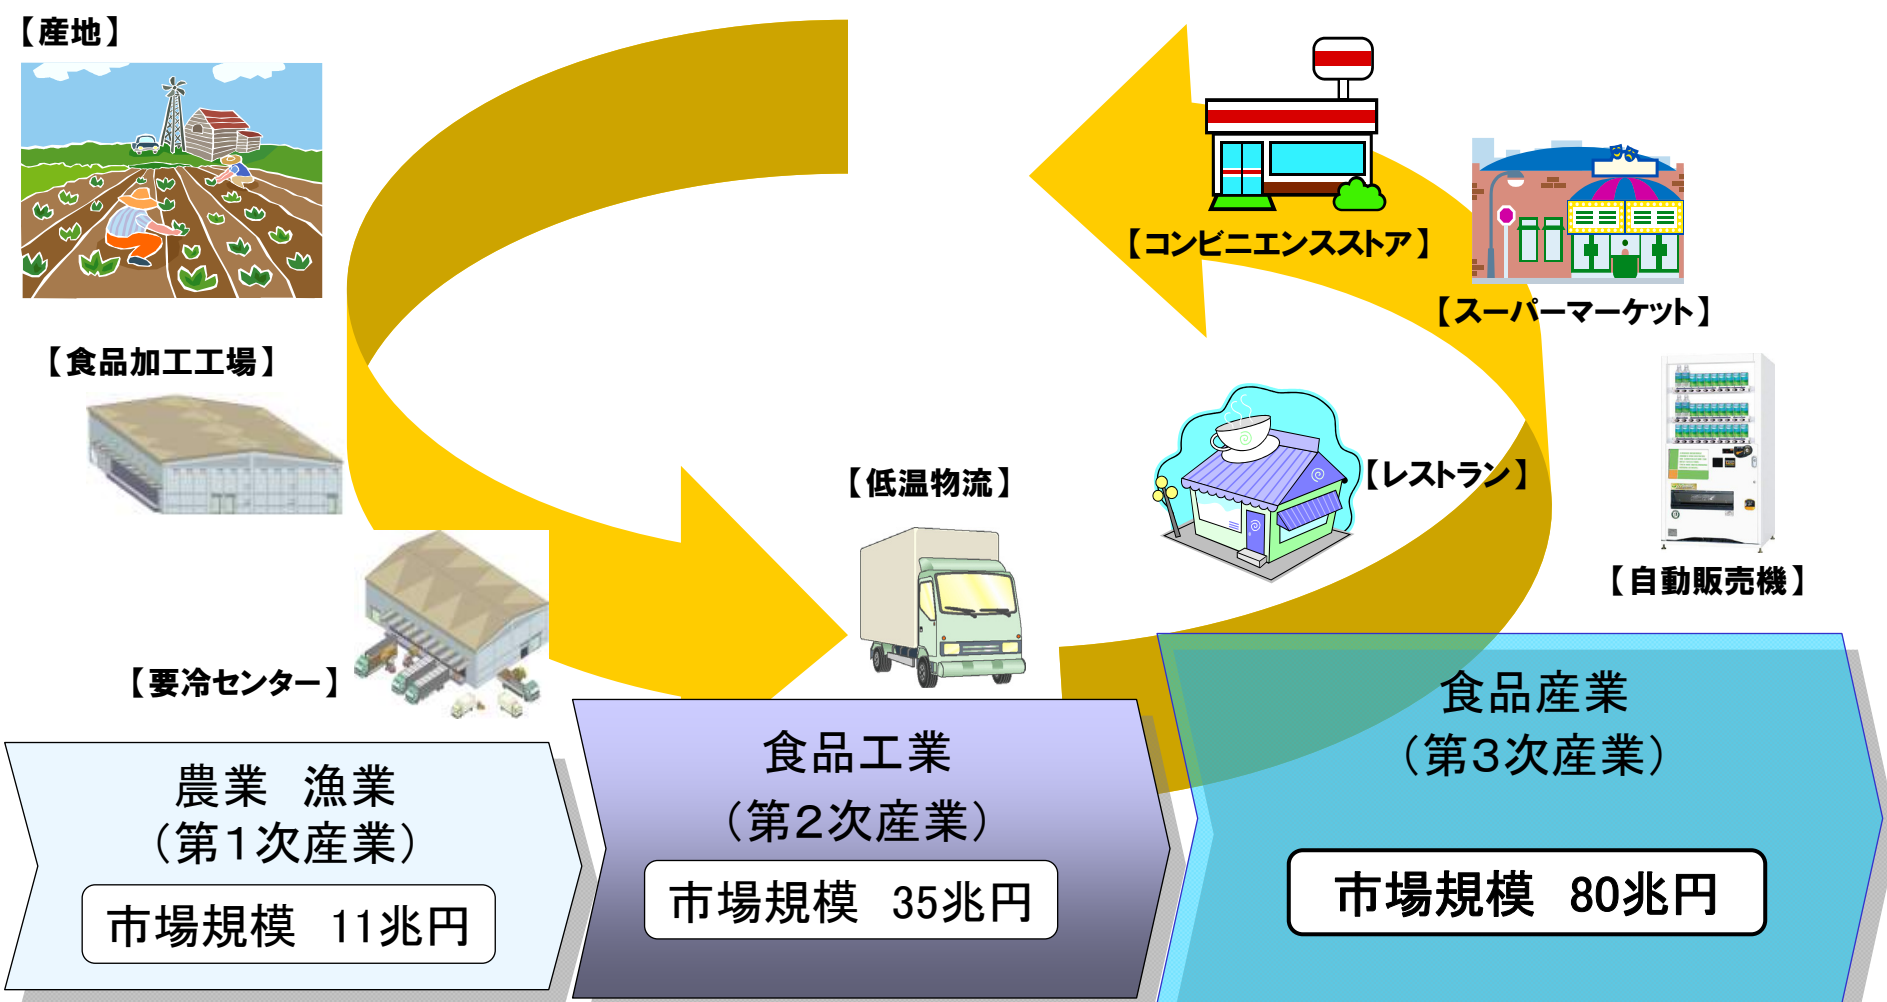 【産地】
【コンビニエンスストア】
【スーパーマーケット】
【食品加工工場】
【低温物流】
【レストラン】
【自動販売機】
【要冷センター】
農業　漁業
（第１次産業）
市場規模　11兆円
食品工業
（第２次産業）
市場規模　35兆円
食品産業
（第３次産業）
市場規模　80兆円